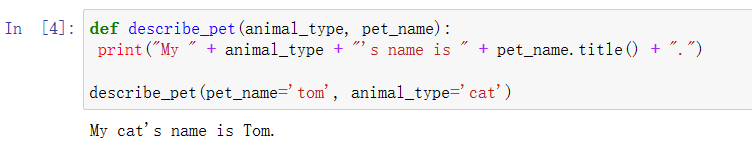 In [4]: def describe_pet(animal_type, pet_name):
 print("My " + animal_type + "'s name is " + pet_name.title() + ".")
describe_pet(pet_name='tom', animal_type='cat')
My cat's name is Tom.